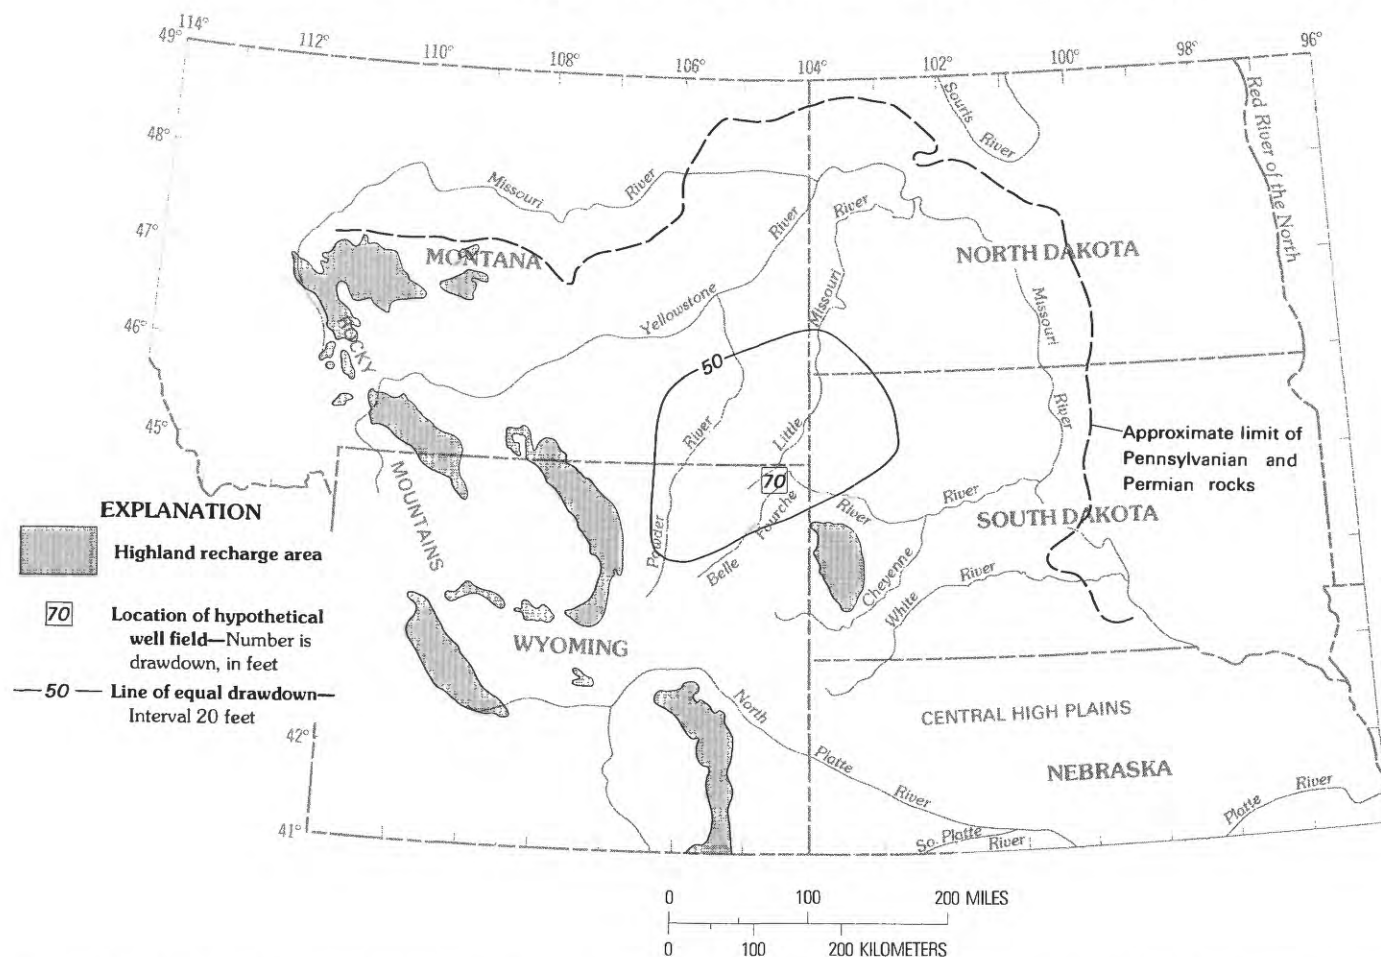 114°
49°
112°
110°
108°
106°
104°
102°
100°
98°
96°
Souris
River
Red River of the North
48°
Missouri
River
River
River
47°
MONTANA
NORTH DAKOTA
Yellowstone
Missouri
Missouri
46°
ROCKY
50
River
Little
River
45°
Approximate limit of
Pennsylvanian and
Permian rocks
MOUNTAINS
70
Fourche
River
River
SOUTH DAKOTA
Powder
Belle
Cheyenne
River
White
EXPLANATION
Highland recharge area
70
Location of hypothetical
well field—Number is
drawdown, in feet
50
Line of equal drawdown—
Interval 20 feet
WYOMING
North
CENTRAL HIGH PLAINS
42°
Platte
NEBRASKA
River
Platte
River
41°
So. Platte
River
0 100 200 MILES
0 100 200 KILOMETERS